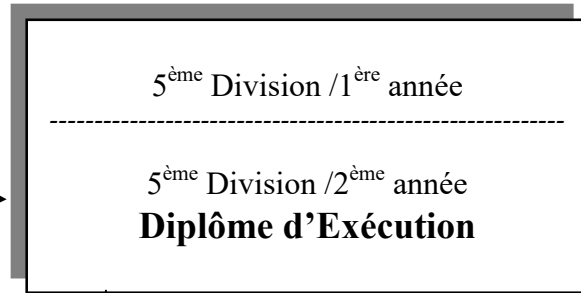 5ème Division /1ère année
----------------------------------------------------------
5ème Division /2ème année
Diplôme d’Exécution